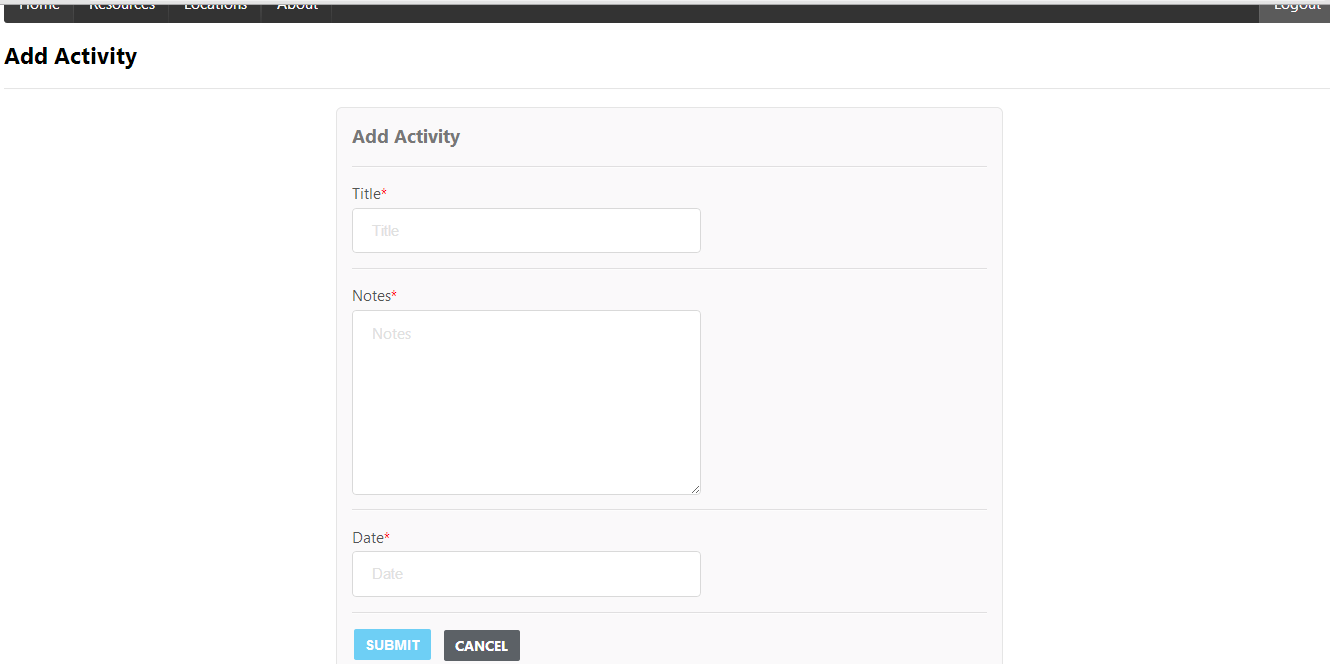 Home Resources Locations About Logout
Add Activity
Add Activity
Title*
Title
Notes*
Notes
Date*
Date
SUBMIT CANCEL